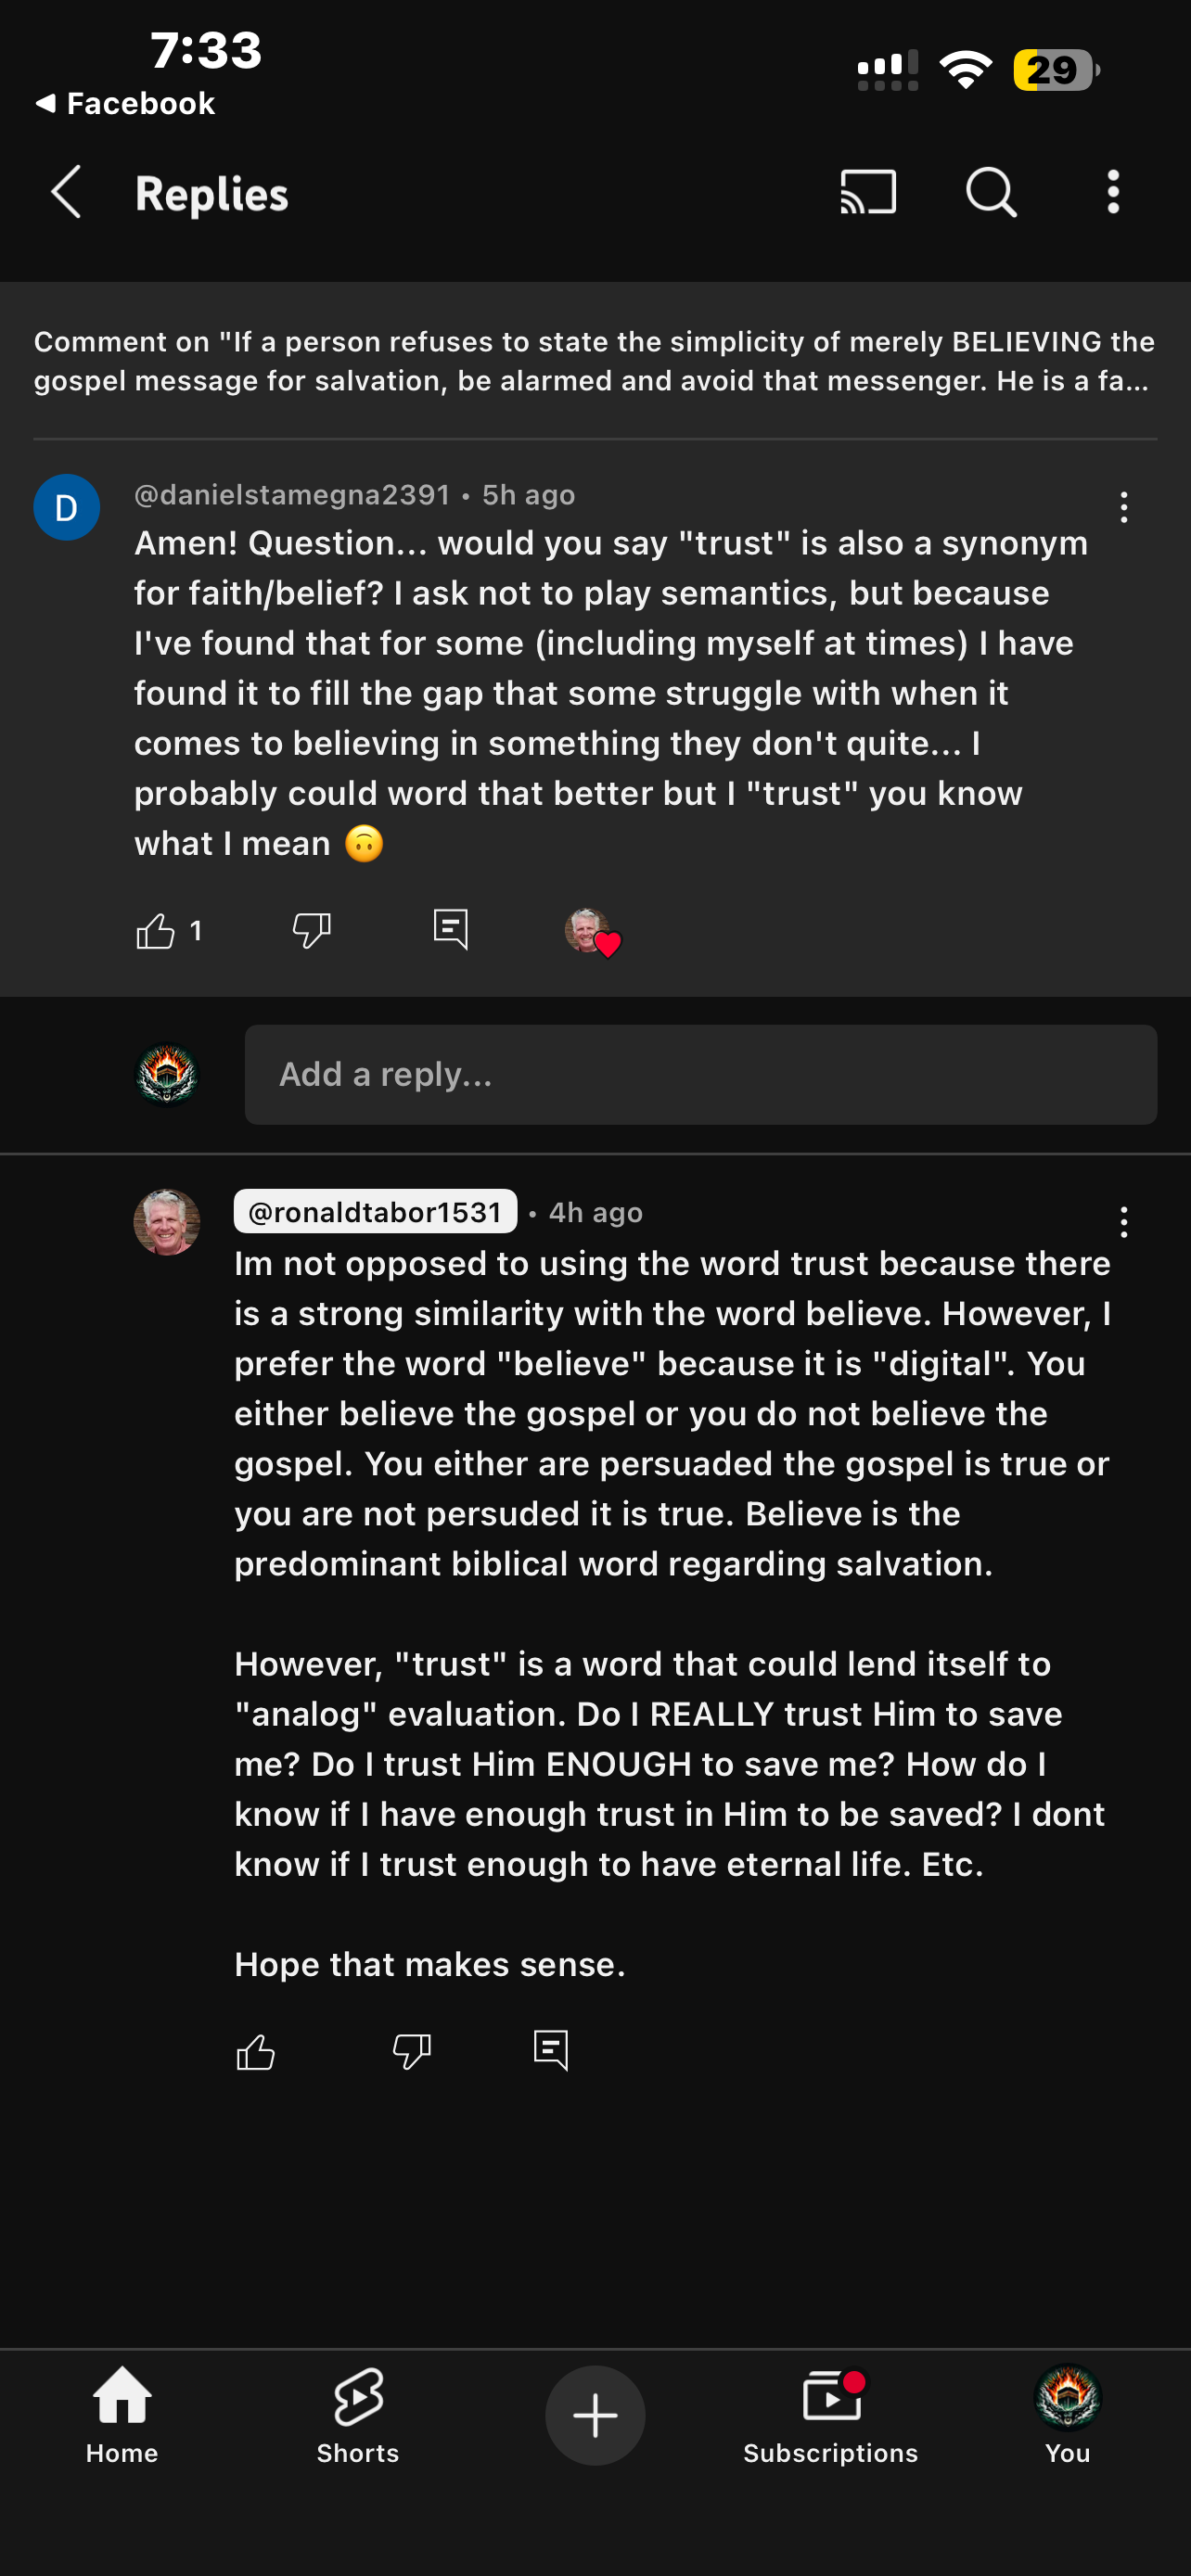 7:33
29
◀ Facebook
Replies
Comment on "If a person refuses to state the simplicity of merely BELIEVING the
gospel message for salvation, be alarmed and avoid that messenger. He is a fa...
D
@danielstamegna2391 • 5h ago
Amen! Question... would you say "trust" is also a synonym
for faith/belief? I ask not to play semantics, but because
I've found that for some (including myself at times) I have
found it to fill the gap that some struggle with when it
comes to believing in something they don't quite... I
probably could word that better but I "trust" you know
what I mean 🙃
1
Add a reply...
@ronaldtabor1531 • 4h ago
Im not opposed to using the word trust because there
is a strong similarity with the word believe. However, I
prefer the word "believe" because it is "digital". You
either believe the gospel or you do not believe the
gospel. You either are persuaded the gospel is true or
you are not persuded it is true. Believe is the
predominant biblical word regarding salvation.
However, "trust" is a word that could lend itself to
"analog" evaluation. Do I REALLY trust Him to save
me? Do I trust Him ENOUGH to save me? How do I
know if I have enough trust in Him to be saved? I dont
know if I trust enough to have eternal life. Etc.
Hope that makes sense.
Home
Shorts
Subscriptions
You